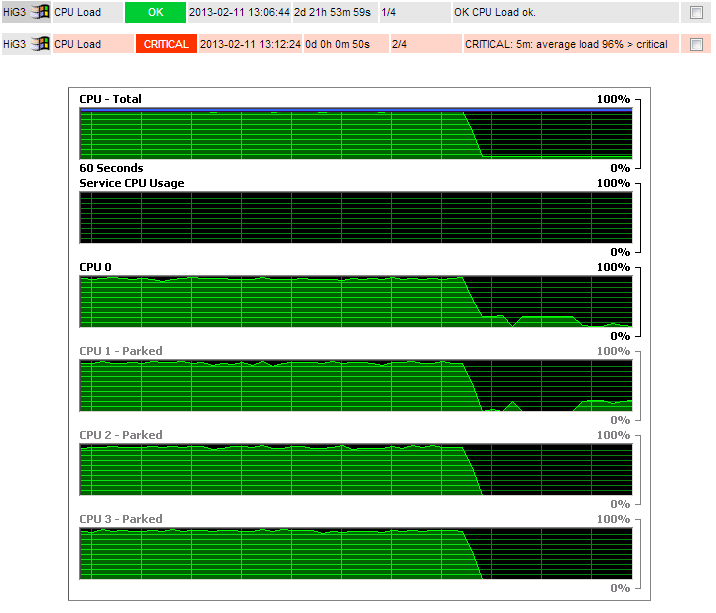 HiG3 CPU Load OK 2013-02-11 13:06:44 2d 21h 53m 59s 1/4 OK CPU Load ok.
HiG3 CPU Load CRITICAL 2013-02-11 13:12:24 0d 0h 0m 50s 2/4 CRITICAL: 5m: average load 96% > critical
CPU - Total 100%
60 Seconds 0%
Service CPU Usage 100%
0%
CPU 0 100%
0%
CPU 1 - Parked 100%
0%
CPU 2 - Parked 100%
0%
CPU 3 - Parked 100%
0%